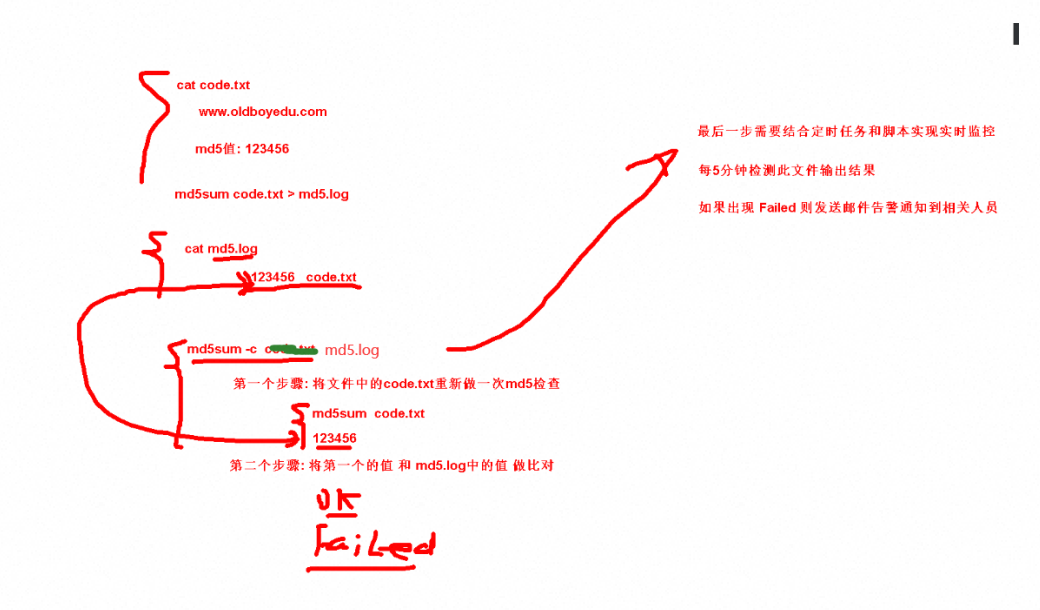 cat code.txt
www.oldboyedu.com
md5值: 123456
md5sum code.txt > md5.log
cat md5.log
123456 code.txt
md5sum -c md5.log
第一个步骤: 将文件中的code.txt重新做一次md5检查
md5sum code.txt
123456
第二个步骤: 将第一个的值 和 md5.log中的值 做比对
OK
Failed
最后一步需要结合定时任务和脚本实现实时监控
每5分钟检测此文件输出结果
如果出现 Failed 则发送邮件告警通知到相关人员